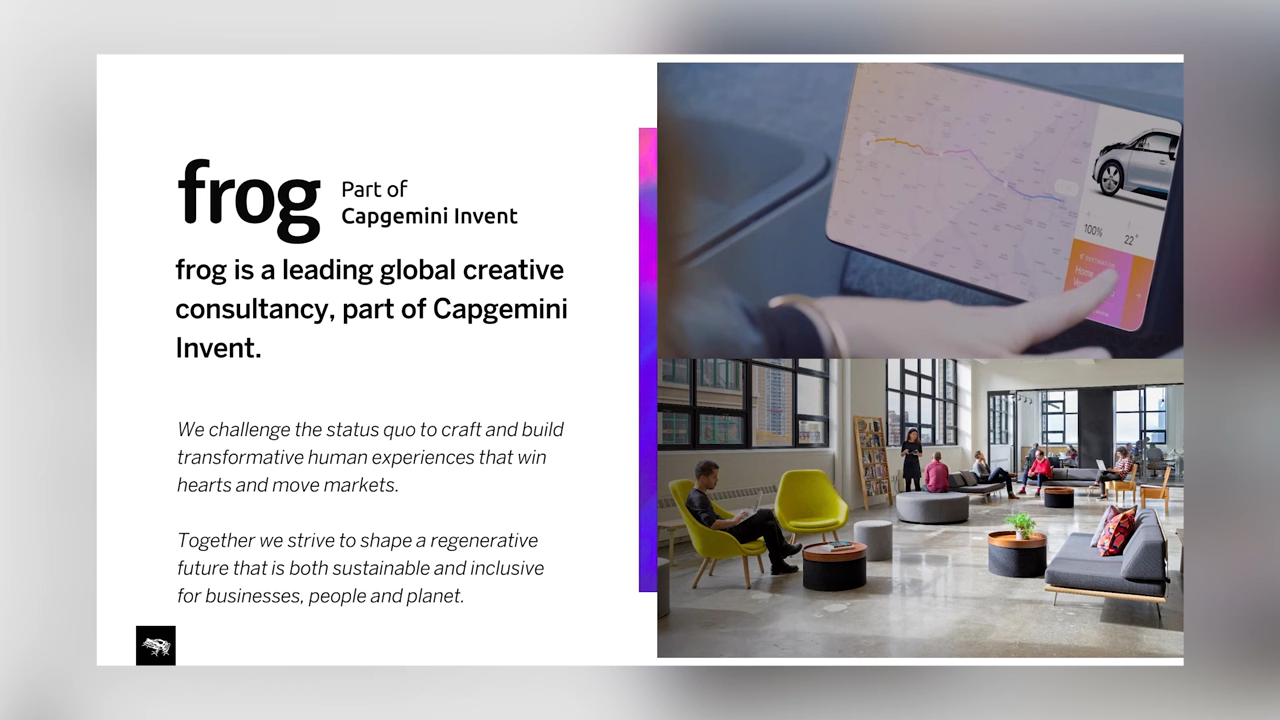 frog
Part of
Capgemini Invent
frog is a leading global creative
consultancy, part of Capgemini
Invent.
We challenge the status quo to craft and build
transformative human experiences that win
hearts and move markets.
Together we strive to shape a regenerative
future that is both sustainable and inclusive
for businesses, people and planet.
100%
22°
DESTINATION
Home